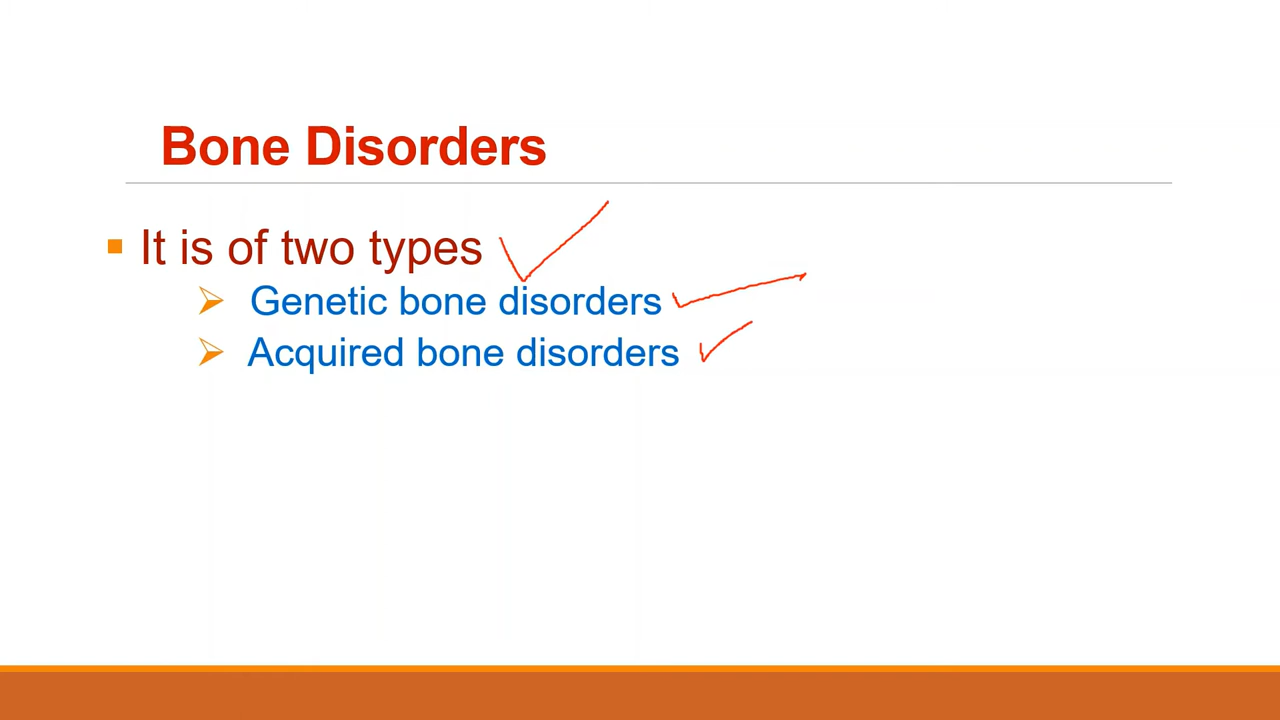 Bone Disorders
It is of two types
Genetic bone disorders
Acquired bone disorders